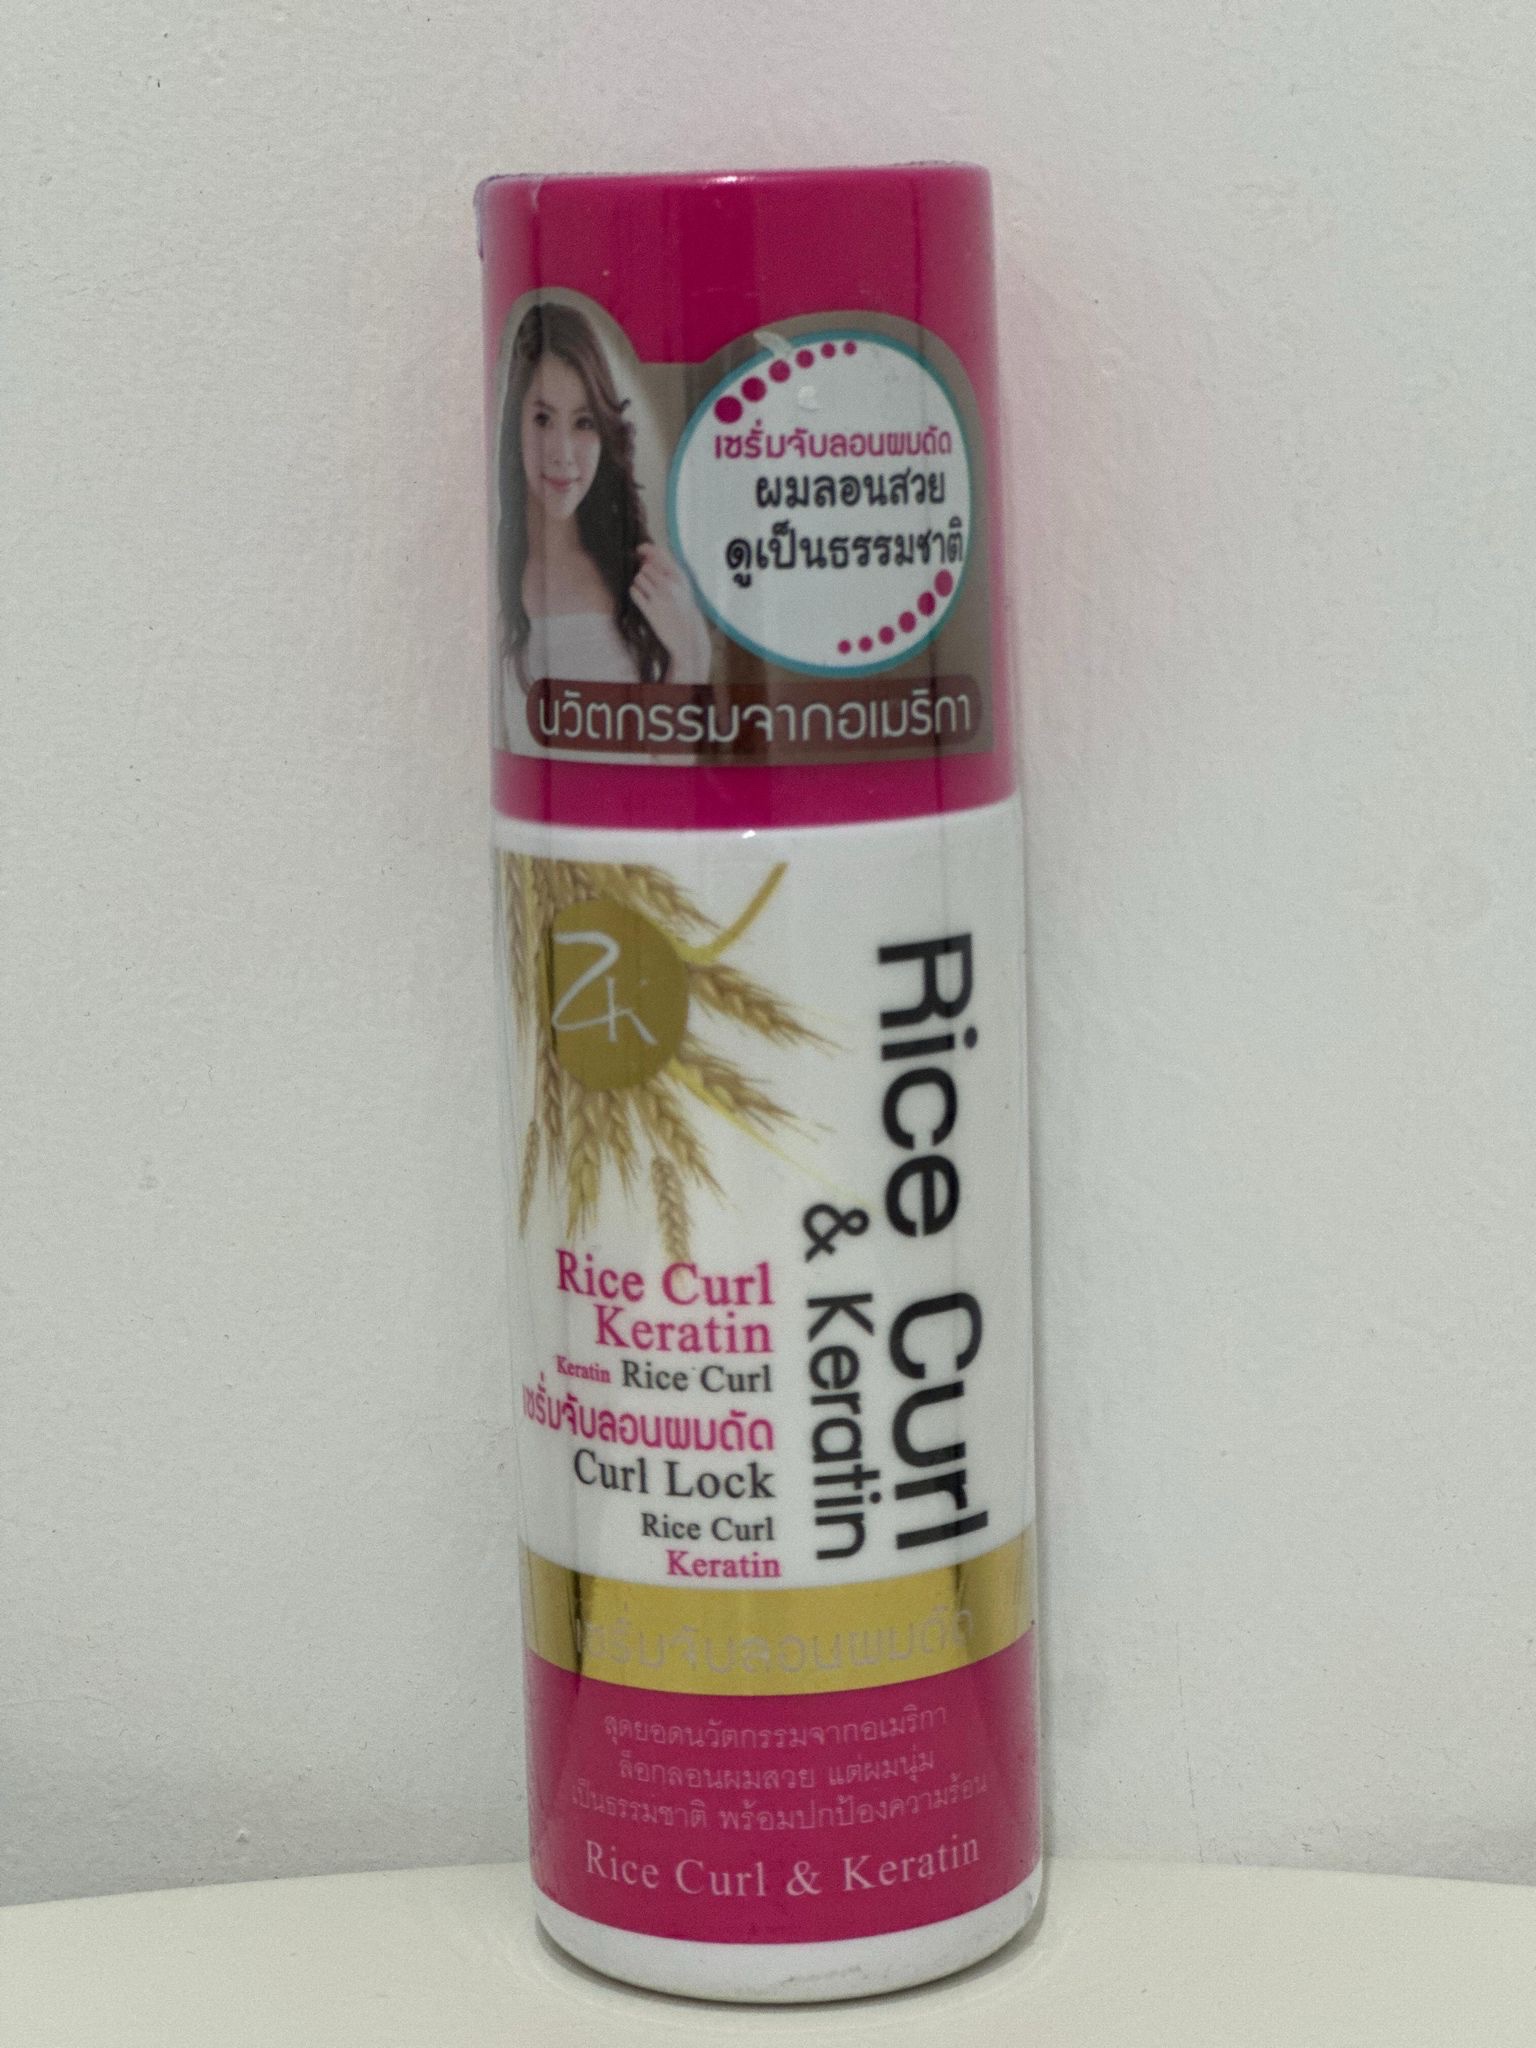 เซรั่มจับลอนผมดัด
ผมลอนสวย
ดูเป็นธรรมชาติ
นวัตกรรมจากอเมริกา
Zhi
Rice Curl
& Keratin
Rice Curl
Keratin
Keratin Rice Curl
เซรั่มจับลอนผมดัด
Curl Lock
Rice Curl
Keratin
เซรั่มจับลอนผมดัด
สุดยอดนวัตกรรมจากอเมริกา
ล็อกลอนผมสวย แต่ผมนุ่ม
เป็นธรรมชาติ พร้อมปกป้องความร้อน
Rice Curl & Keratin